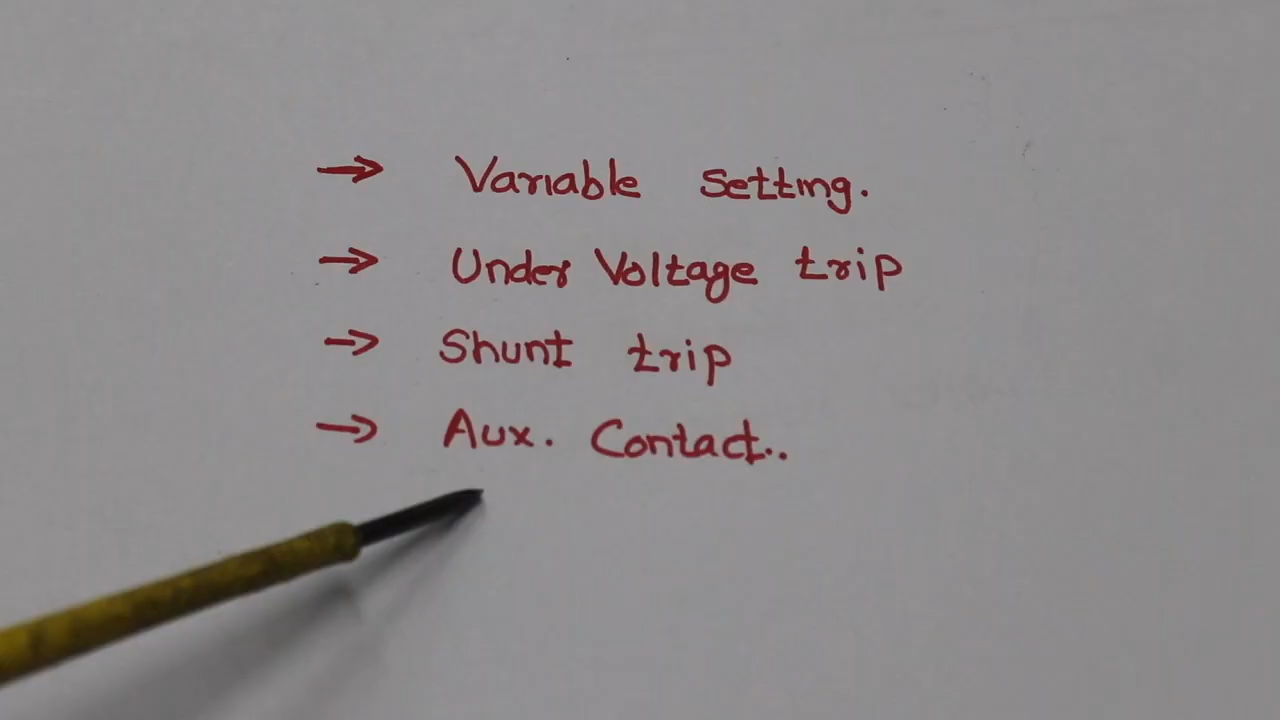 → Variable Setting.
→ Under Voltage trip
→ Shunt trip
→ Aux. Contact..